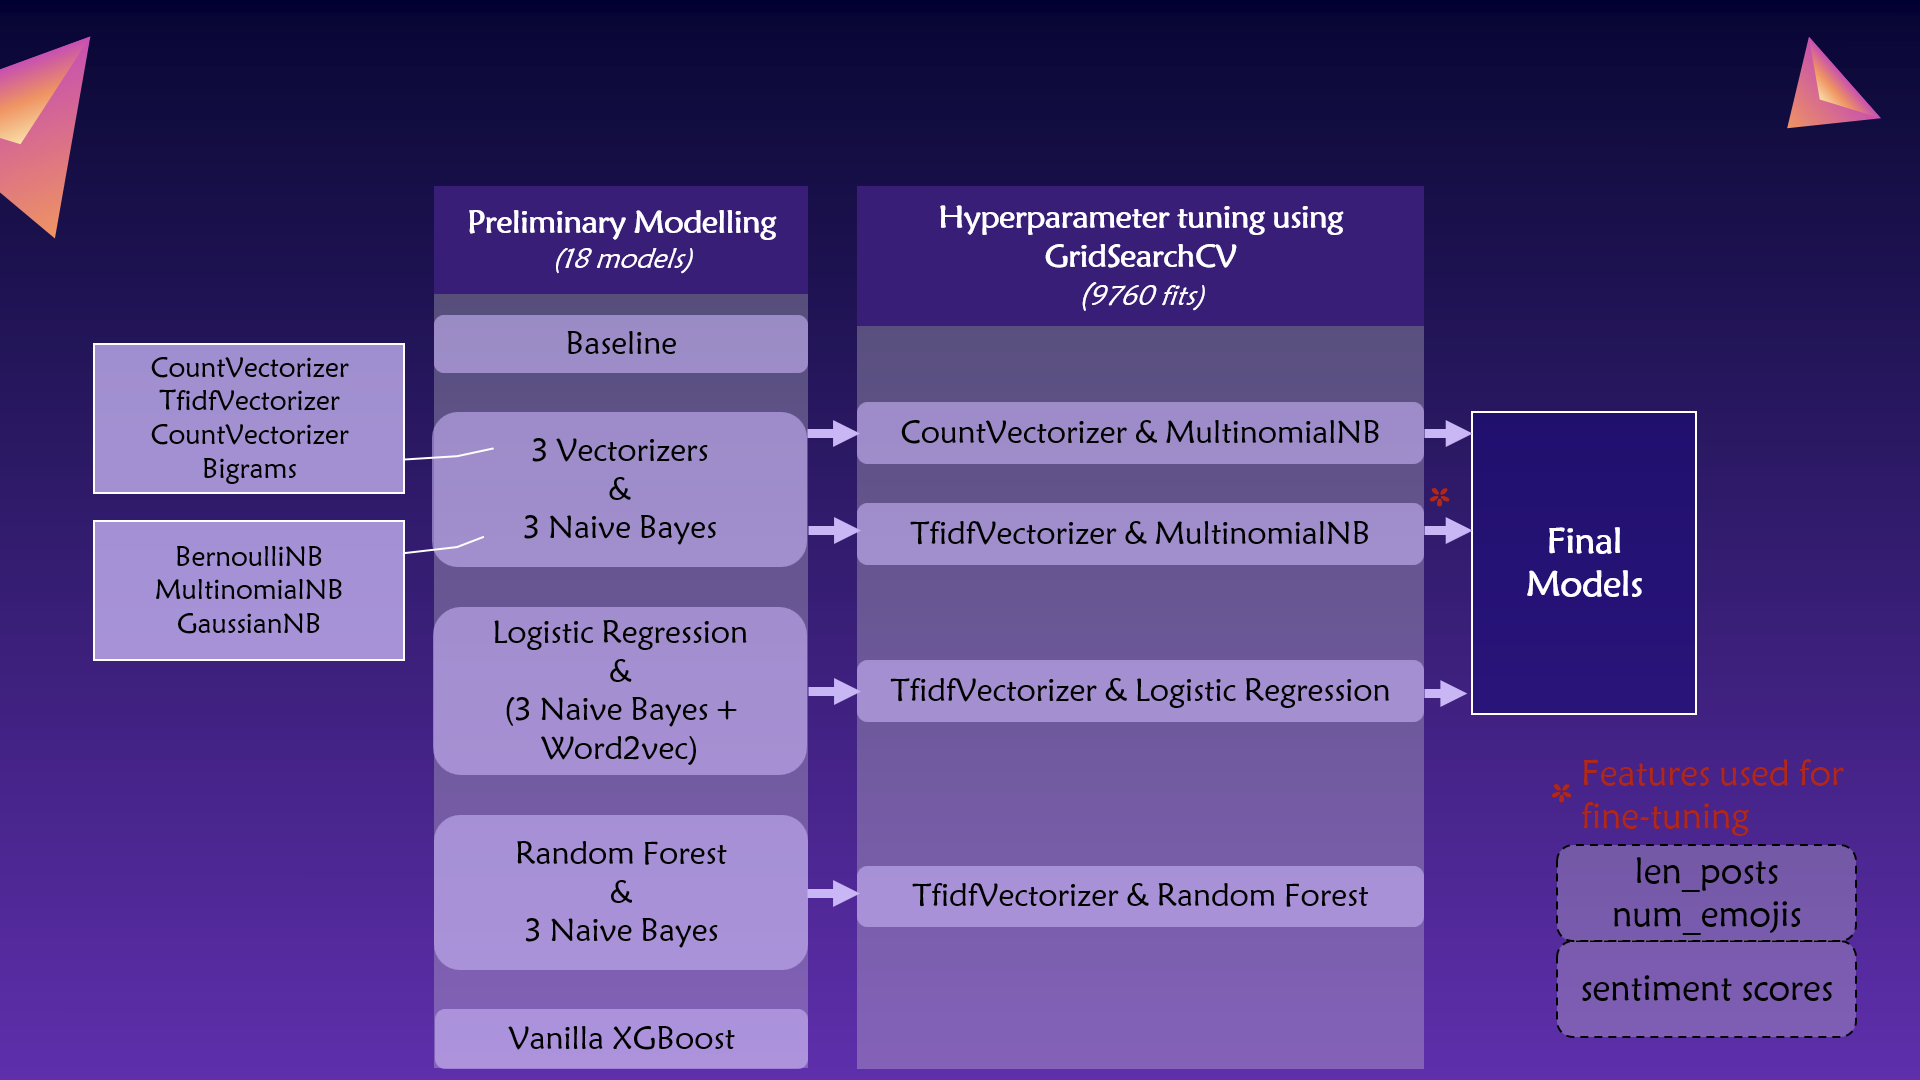 Preliminary Modelling
(18 models)
Hyperparameter tuning using
GridSearchCV
(9760 fits)
CountVectorizer
TfidfVectorizer
CountVectorizer
Bigrams
BernoulliNB
MultinomialNB
GaussianNB
Baseline
3 Vectorizers
&
3 Naive Bayes
Logistic Regression
&
(3 Naive Bayes +
Word2vec)
Random Forest
&
3 Naive Bayes
Vanilla XGBoost
CountVectorizer & MultinomialNB
*
TfidfVectorizer & MultinomialNB
TfidfVectorizer & Logistic Regression
TfidfVectorizer & Random Forest
Final
Models
* Features used for
fine-tuning
len_posts
num_emojis
sentiment scores